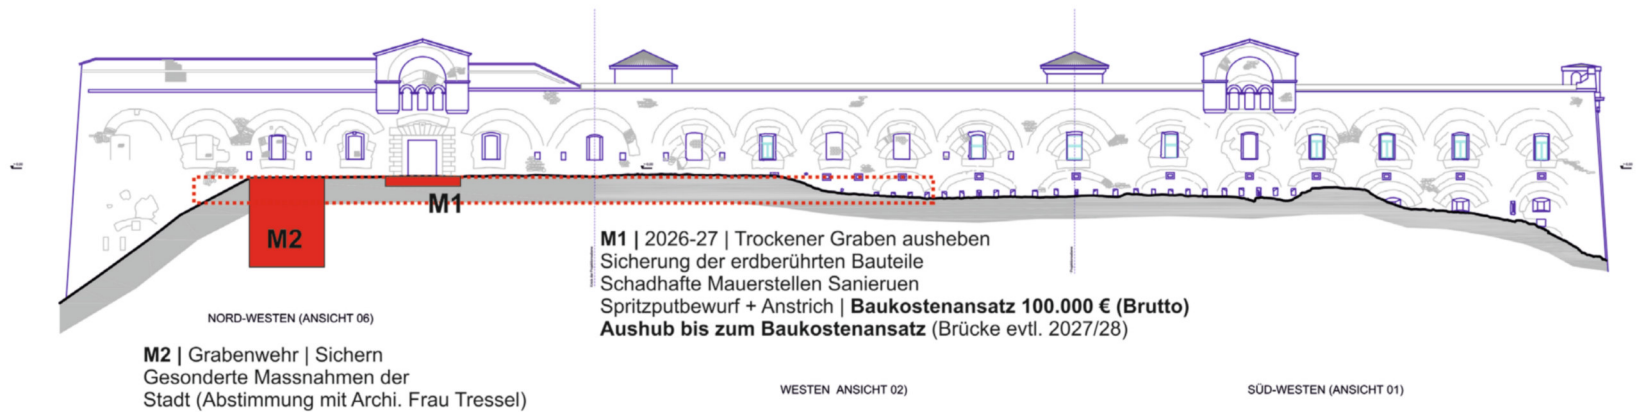 M1
M2
M1 | 2026-27 | Trockener Graben ausheben
Sicherung der erdberührten Bauteile
Schadhafte Mauerstellen Sanieruen
Spritzputbewurf + Anstrich | Baukostenansatz 100.000 € (Brutto)
Aushub bis zum Baukostenansatz (Brücke evtl. 2027/28)
NORD-WESTEN (ANSICHT 06)
M2 | Grabenwehr | Sichern
Gesonderte Massnahmen der
Stadt (Abstimmung mit Archi. Frau Tressel)
WESTEN ANSICHT 02)
SÜD-WESTEN (ANSICHT 01)